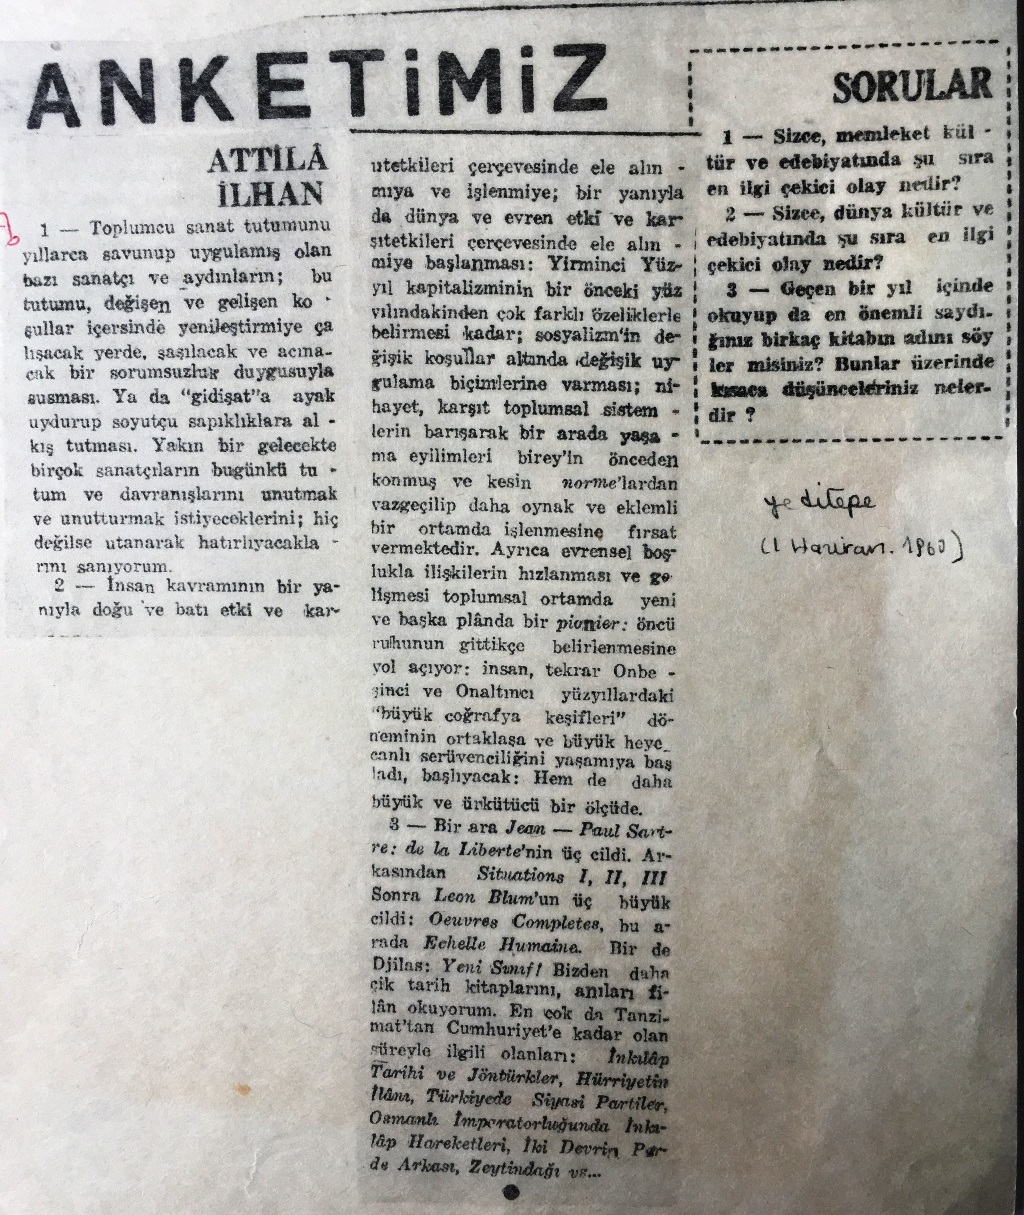 ANKETİMİZ
ATTİLÂ
İLHAN
1 — Toplumcu sanat tutumunu
yıllarca savunup uygulamış olan
bazı sanatçı ve aydınların; bu
tutumu, değişen ve gelişen ko -
şullar içersinde yenileştirmiye ça
lışacak yerde, şaşılacak ve acına-
cak bir sorumsuzluk duygusuyla
susması. Ya da "gidişat"a ayak
uydurup soyutçu sapıklıklara al -
kış tutması. Yakın bir gelecekte
birçok sanatçıların bugünkü tu -
tum ve davranışlarını unutmak
ve unutturmak istiyeceklerini; hiç
değilse utanarak hatırlıyacakla -
rını sanıyorum.
2 — İnsan kavramının bir ya-
nıyla doğu ve batı etki ve kar-
utetkileri çerçevesinde ele alın -
mıya ve işlenmiye; bir yanıyla
da dünya ve evren etki ve kar-
şıtetkileri çerçevesinde ele alın -
miye başlanması: Yirminci Yüz-
yıl kapitalizminin bir önceki yüz
yılındakinden çok farklı özeliklerle
belirmesi kadar; sosyalizm'in de-
ğişik koşullar altında değişik uy-
gulama biçimlerine varması; ni-
hayet, karşıt toplumsal sistem -
lerin barışarak bir arada yaşa -
ma eyilimleri birey'in önceden
konmuş ve kesin norme'lardan
vazgeçilip daha oynak ve eklemli
bir ortamda işlenmesine fırsat
vermektedir. Ayrıca evrensel boş-
lukla ilişkilerin hızlanması ve ge
lişmesi toplumsal ortamda yeni
ve başka plânda bir pionier: öncü
ruhunun gittikçe belirlenmesine
yol açıyor: insan, tekrar Onbe -
şinci ve Onaltıncı yüzyıllardaki
"büyük coğrafya keşifleri" dö-
neminin ortaklaşa ve büyük heye_
canlı serüvenciliğini yaşamıya baş
ladı, başlıyacak: Hem de daha
büyük ve ürkütücü bir ölçüde.
3 — Bir ara Jean — Paul Sart-
re: de la Liberte'nin üç cildi. Ar-
kasından Situations I, II, III
Sonra Leon Blum'un üç büyük
cildi: Oeuvres Completes, bu a-
rada Echelle Humaine. Bir de
Djilas: Yeni Sınıf! Bizden daha
çik tarih kitaplarını, anıları fi-
lân okuyorum. En çok da Tanzi-
mat'tan Cumhuriyet'e kadar olan
süreyle ilgili olanları: İnkılâp
Tarihi ve Jöntürkler, Hürriyetin
İlânı, Türkiyede Siyasi Partiler,
Osmanlı İmparatorluğunda İnkı-
lâp Hareketleri, İki Devrin Per-
de Arkası, Zeytindağı vs...
SORULAR
1 — Sizce, memleket kül -
tür ve edebiyatında şu sıra
en ilgi çekici olay nedir?
2 — Sizce, dünya kültür ve
edebiyatında şu sıra en ilgi
çekici olay nedir?
3 — Geçen bir yıl içinde
okuyup da en önemli saydı-
ğınız birkaç kitabın adını söy
ler misiniz? Bunlar üzerinde
kısaca düşünceleriniz neler-
dir ?
yeditepe
(1 Haziran. 1960)